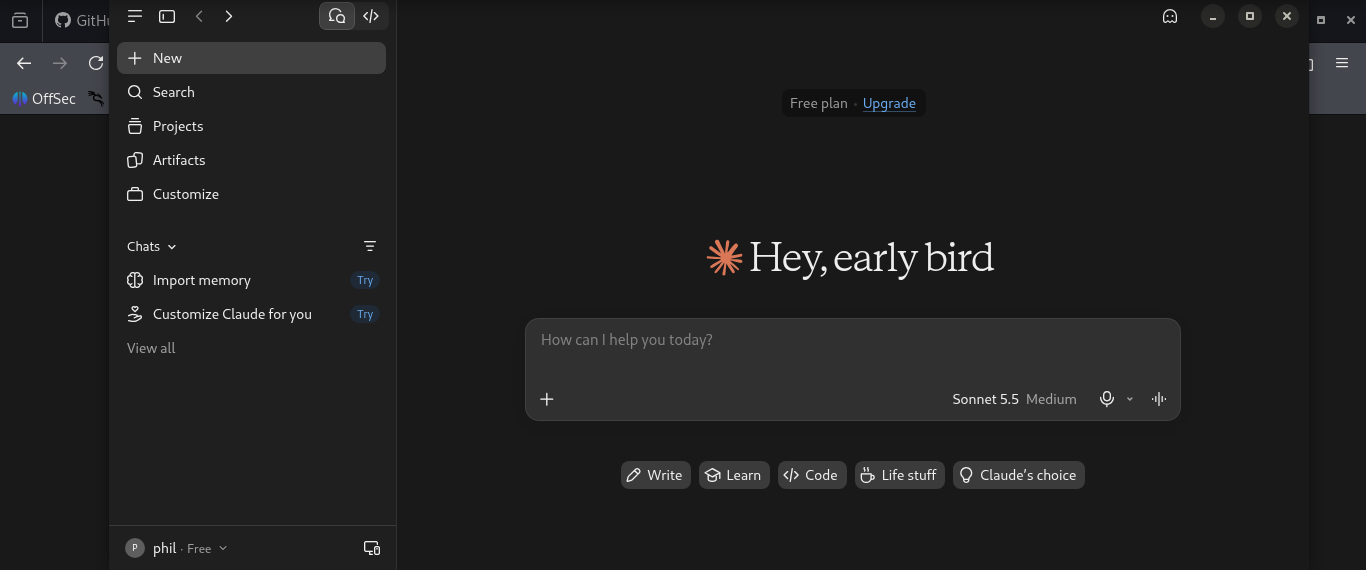 GitHu
OffSec
New
Search
Projects
Artifacts
Customize
Chats
Import memory Try
Customize Claude for you Try
View all
P phil · Free
Free plan · Upgrade
Hey, early bird
How can I help you today?
Sonnet 5.5 Medium
Write Learn Code Life stuff Claude's choice